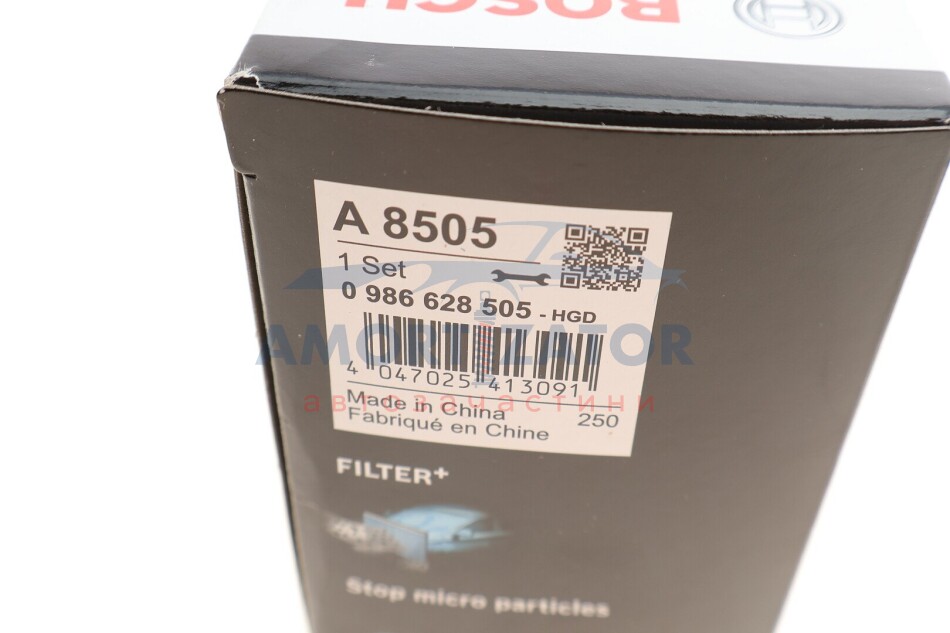 BOSCH
A 8505
1 Set
0 986 628 505 - HGD
AMORTIZATOR
4 047025 413091
автозапчастини
Made in China 250
Fabriqué en Chine
FILTER+
Stop micro particles